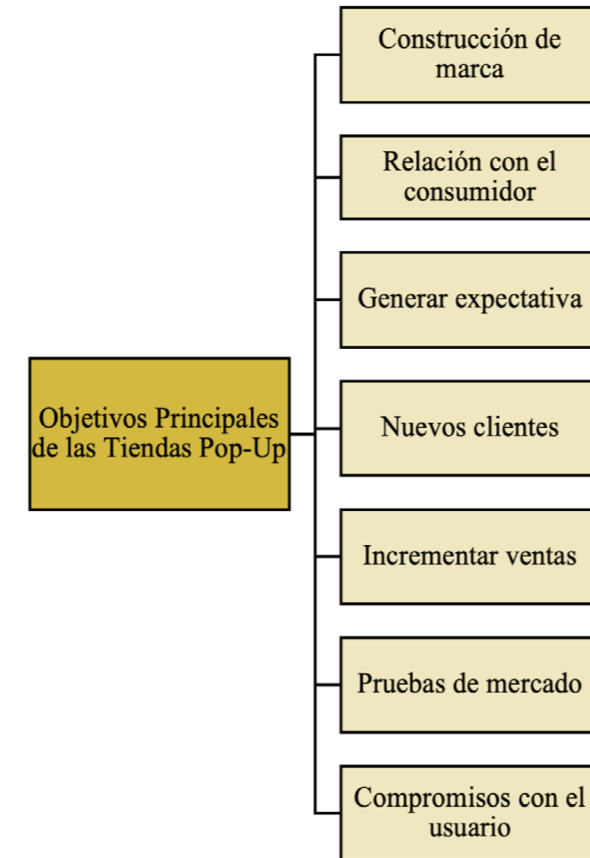 Construcción de
marca
Relación con el
consumidor
Generar expectativa
Objetivos Principales
de las Tiendas Pop-Up
Nuevos clientes
Incrementar ventas
Pruebas de mercado
Compromisos con el
usuario